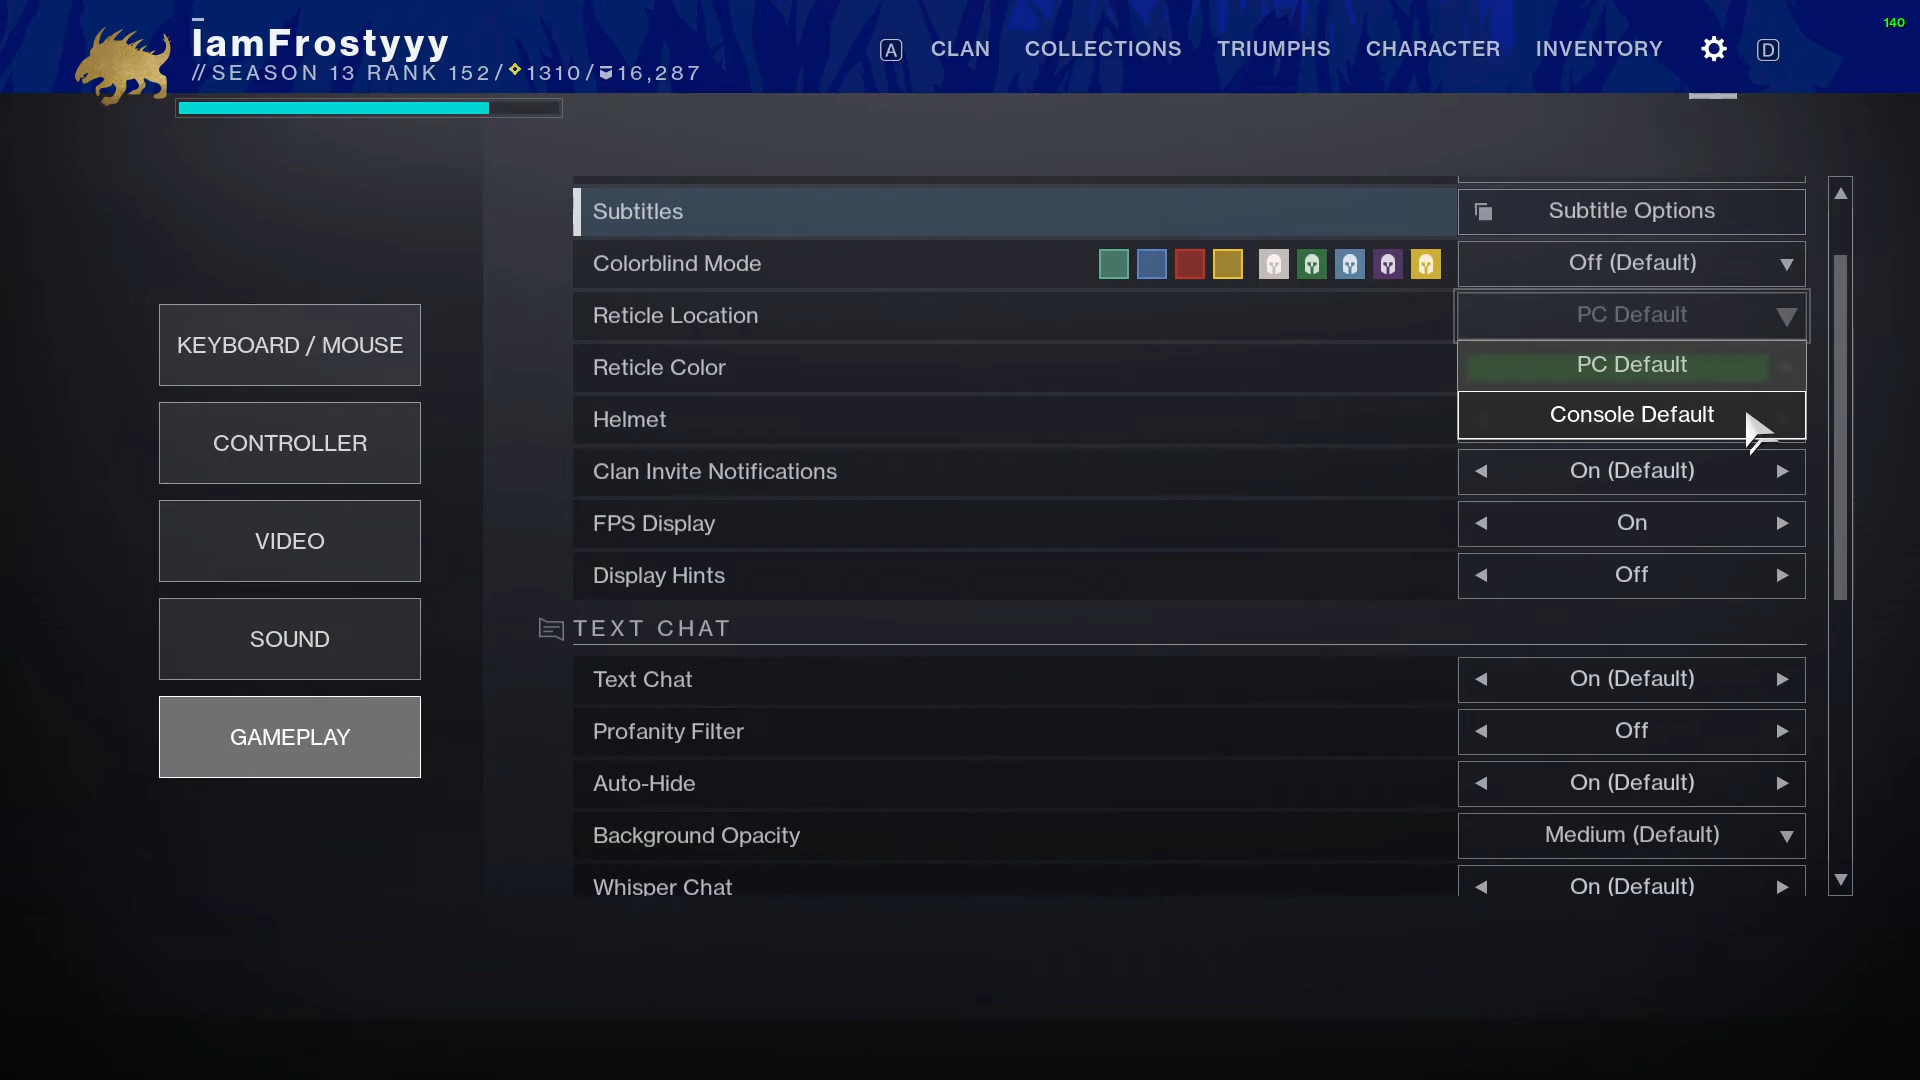 140
IamFrostyyy
// SEASON 13 RANK 152/1310/16,287
A CLAN COLLECTIONS TRIUMPHS CHARACTER INVENTORY D
KEYBOARD / MOUSE
CONTROLLER
VIDEO
SOUND
GAMEPLAY
Subtitles Subtitle Options
Colorblind Mode Off (Default)
Reticle Location PC Default
Reticle Color PC Default
Helmet Console Default
Clan Invite Notifications On (Default)
FPS Display On
Display Hints Off
TEXT CHAT
Text Chat On (Default)
Profanity Filter Off
Auto-Hide On (Default)
Background Opacity Medium (Default)
Whisper Chat On (Default)